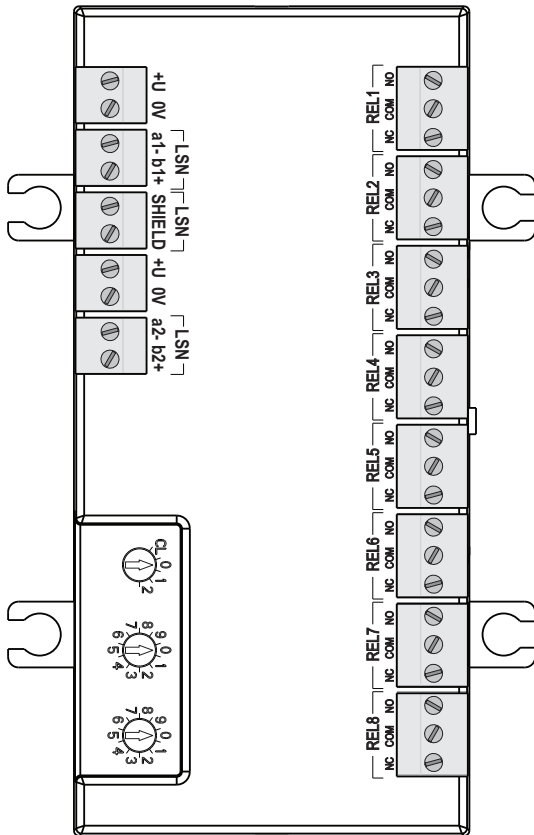 +U 0V
a1- b1+
LSN
SHIELD
LSN
+U 0V
a2- b2+
LSN
CL 0 1 2
0 1 2 3 4 5 6 7 8 9
0 1 2 3 4 5 6 7 8 9
REL1
NC COM NO
REL2
NC COM NO
REL3
NC COM NO
REL4
NC COM NO
REL5
NC COM NO
REL6
NC COM NO
REL7
NC COM NO
REL8
NC COM NO